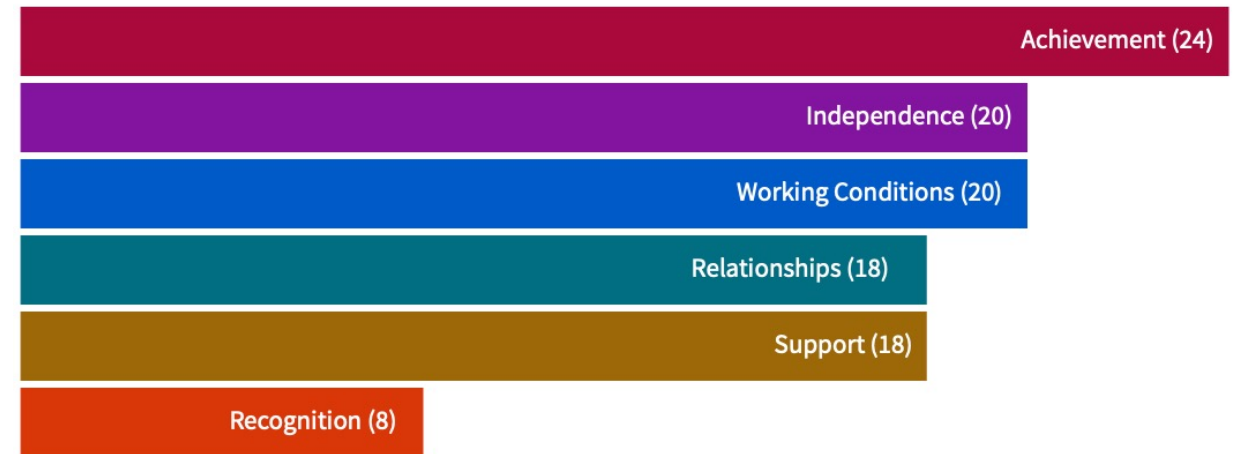 Achievement (24)
Independence (20)
Working Conditions (20)
Relationships (18)
Support (18)
Recognition (8)